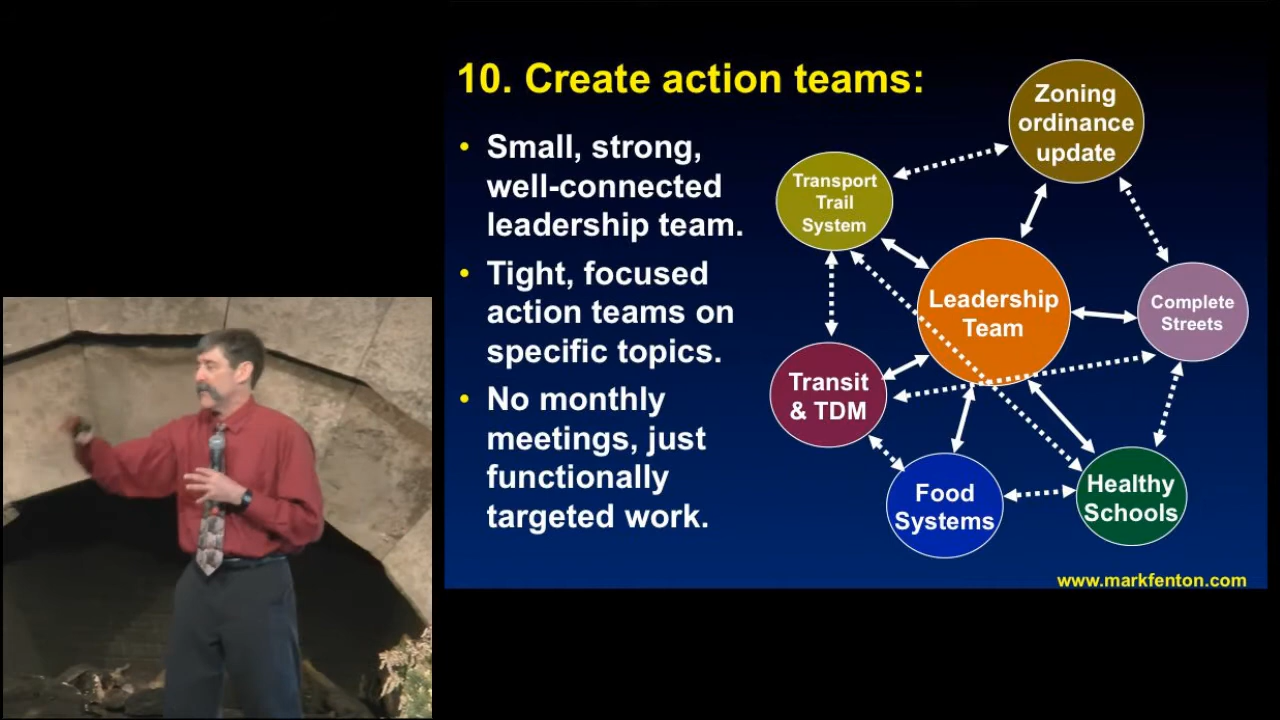 10. Create action teams:
• Small, strong,
well-connected
leadership team.
• Tight, focused
action teams on
specific topics.
• No monthly
meetings, just
functionally
targeted work.
Zoning
ordinance
update
Transport
Trail
System
Leadership
Team
Complete
Streets
Transit
& TDM
Food
Systems
Healthy
Schools
www.markfenton.com